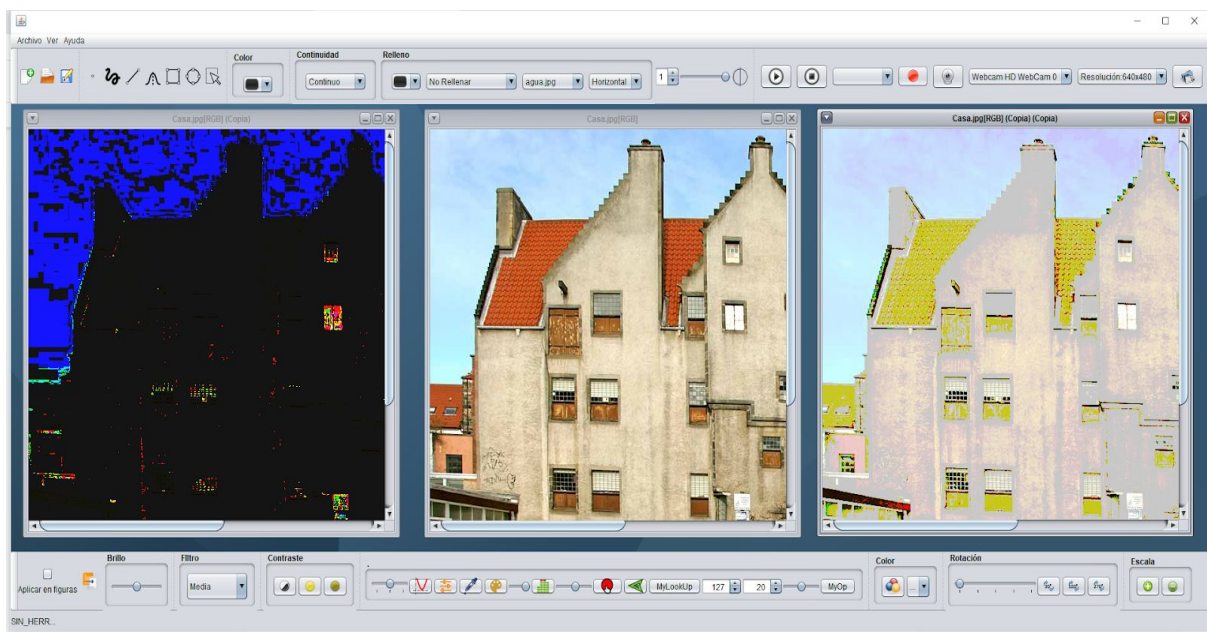 Archivo Ver Ayuda
Color
Continuidad
Relleno
Continuo
No Rellenar
agua.jpg
Horizontal
1
Webcam HD WebCam 0
Resolución:640x480
Casa.jpg[RGB] (Copia)
Casa.jpg[RGB]
Casa.jpg[RGB] (Copia) (Copia)
Aplicar en figuras
Brillo
Filtro
Media
Contraste
MyLookUp
127
20
MyOp
Color
...
Rotación
Escala
SIN_HERR...